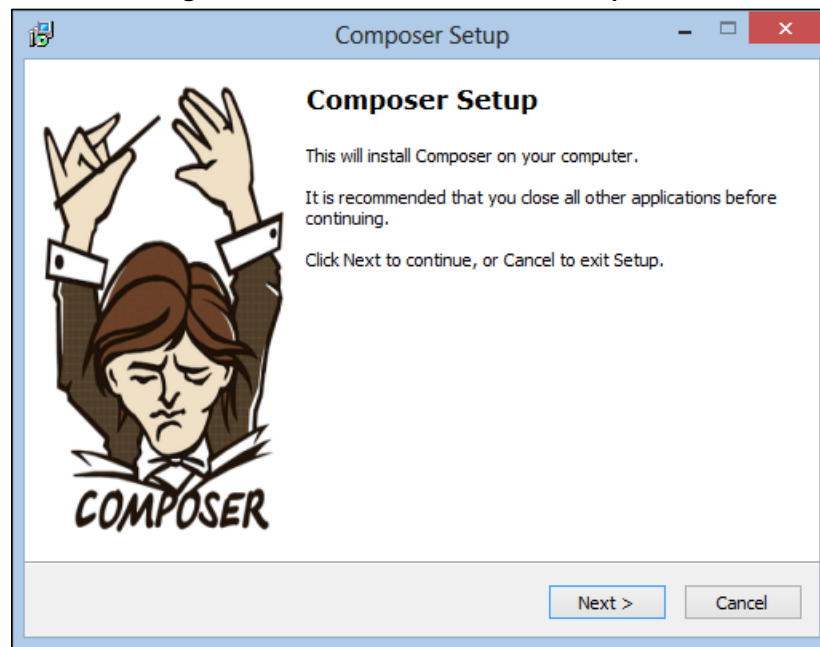 Composer Setup
Composer Setup
This will install Composer on your computer.
It is recommended that you close all other applications before
continuing.
Click Next to continue, or Cancel to exit Setup.
COMPOSER
Next >
Cancel